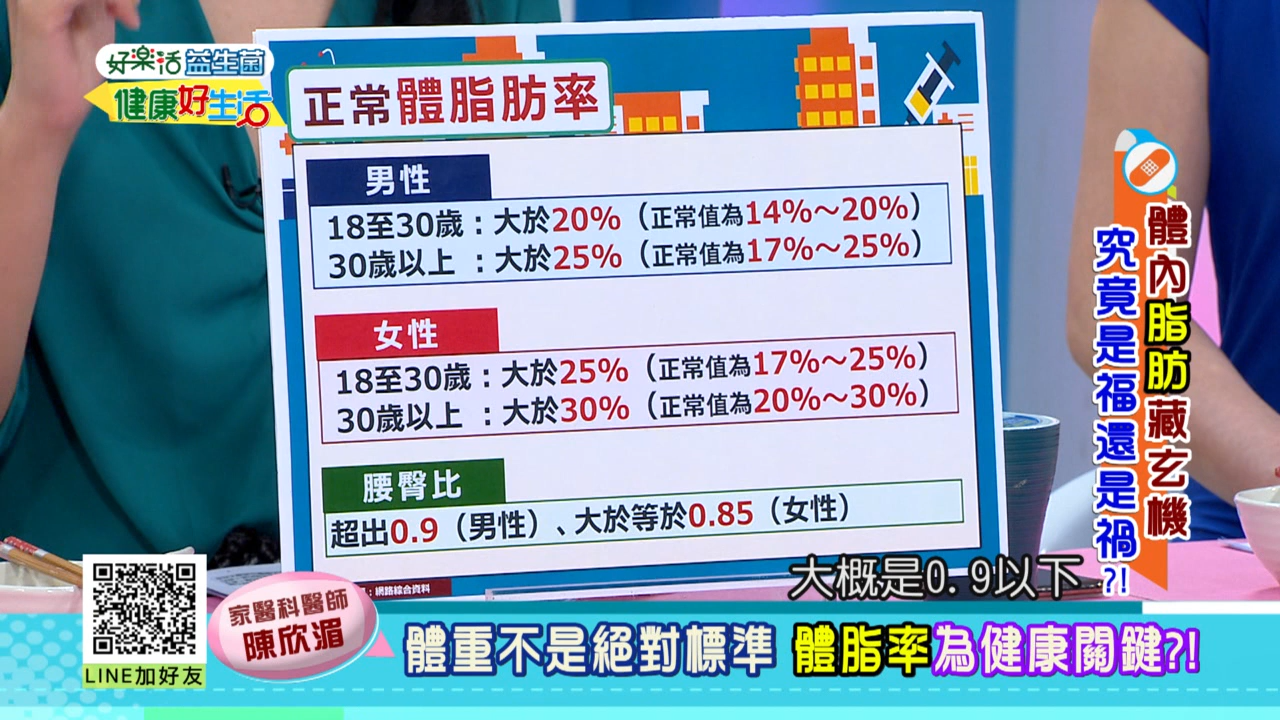 好樂活益生菌
健康好生活
正常體脂肪率
男性
18至30歲：大於20%（正常值為14%～20%）
30歲以上 ：大於25%（正常值為17%～25%）
女性
18至30歲：大於25%（正常值為17%～25%）
30歲以上 ：大於30%（正常值為20%～30%）
腰臀比
超出0.9（男性）、大於等於0.85（女性）
：網路綜合資料
體內脂肪藏玄機
究竟是福還是禍?!
大概是0.9以下
家醫科醫師
陳欣湄
體重不是絕對標準 體脂率為健康關鍵?!
LINE加好友